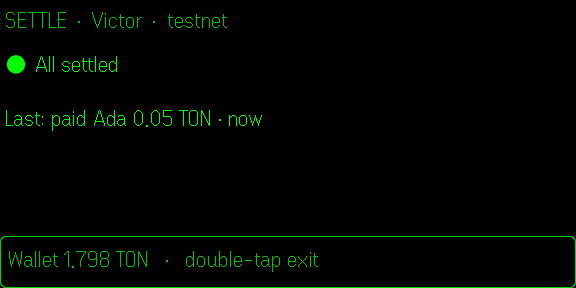 SETTLE · Victor · testnet
All settled
Last: paid Ada 0.05 TON · now
Wallet 1.798 TON · double-tap exit